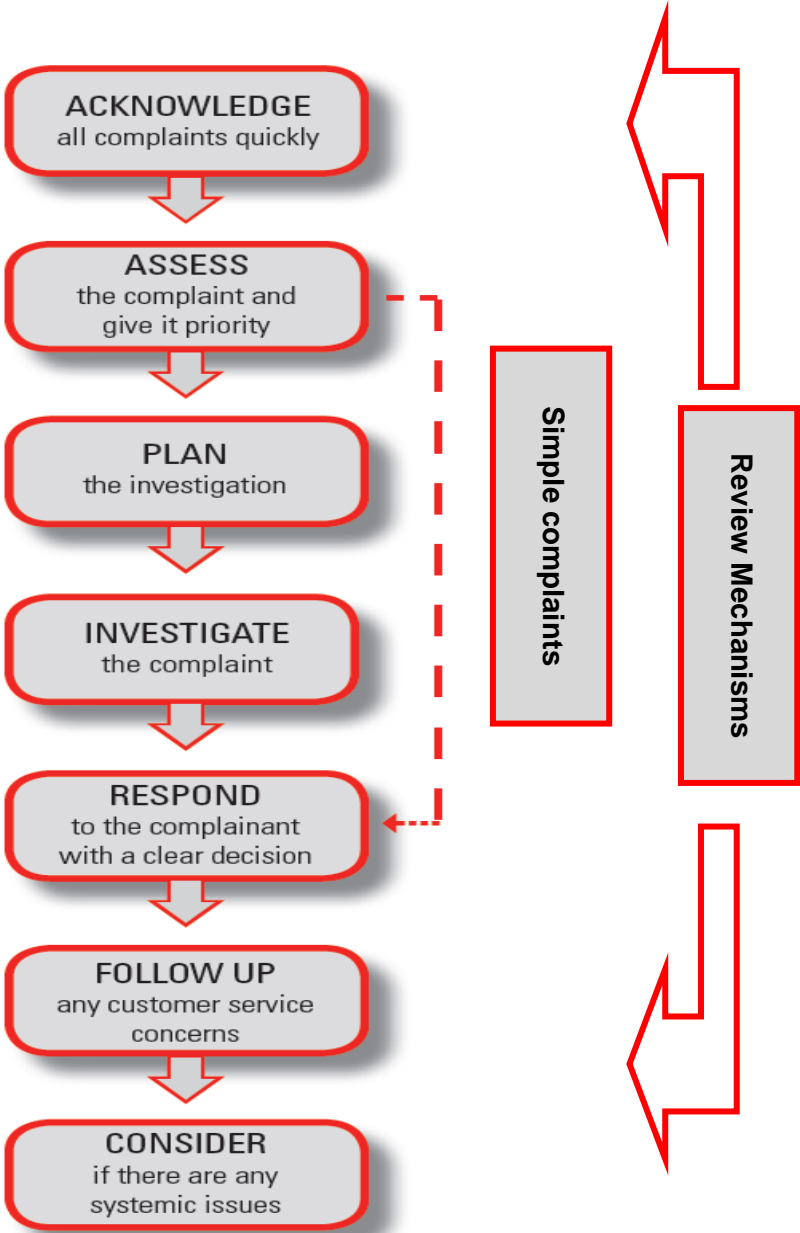 ACKNOWLEDGE
all complaints quickly
ASSESS
the complaint and
give it priority
PLAN
the investigation
INVESTIGATE
the complaint
RESPOND
to the complainant
with a clear decision
FOLLOW UP
any customer service
concerns
CONSIDER
if there are any
systemic issues
Simple complaints
Review Mechanisms